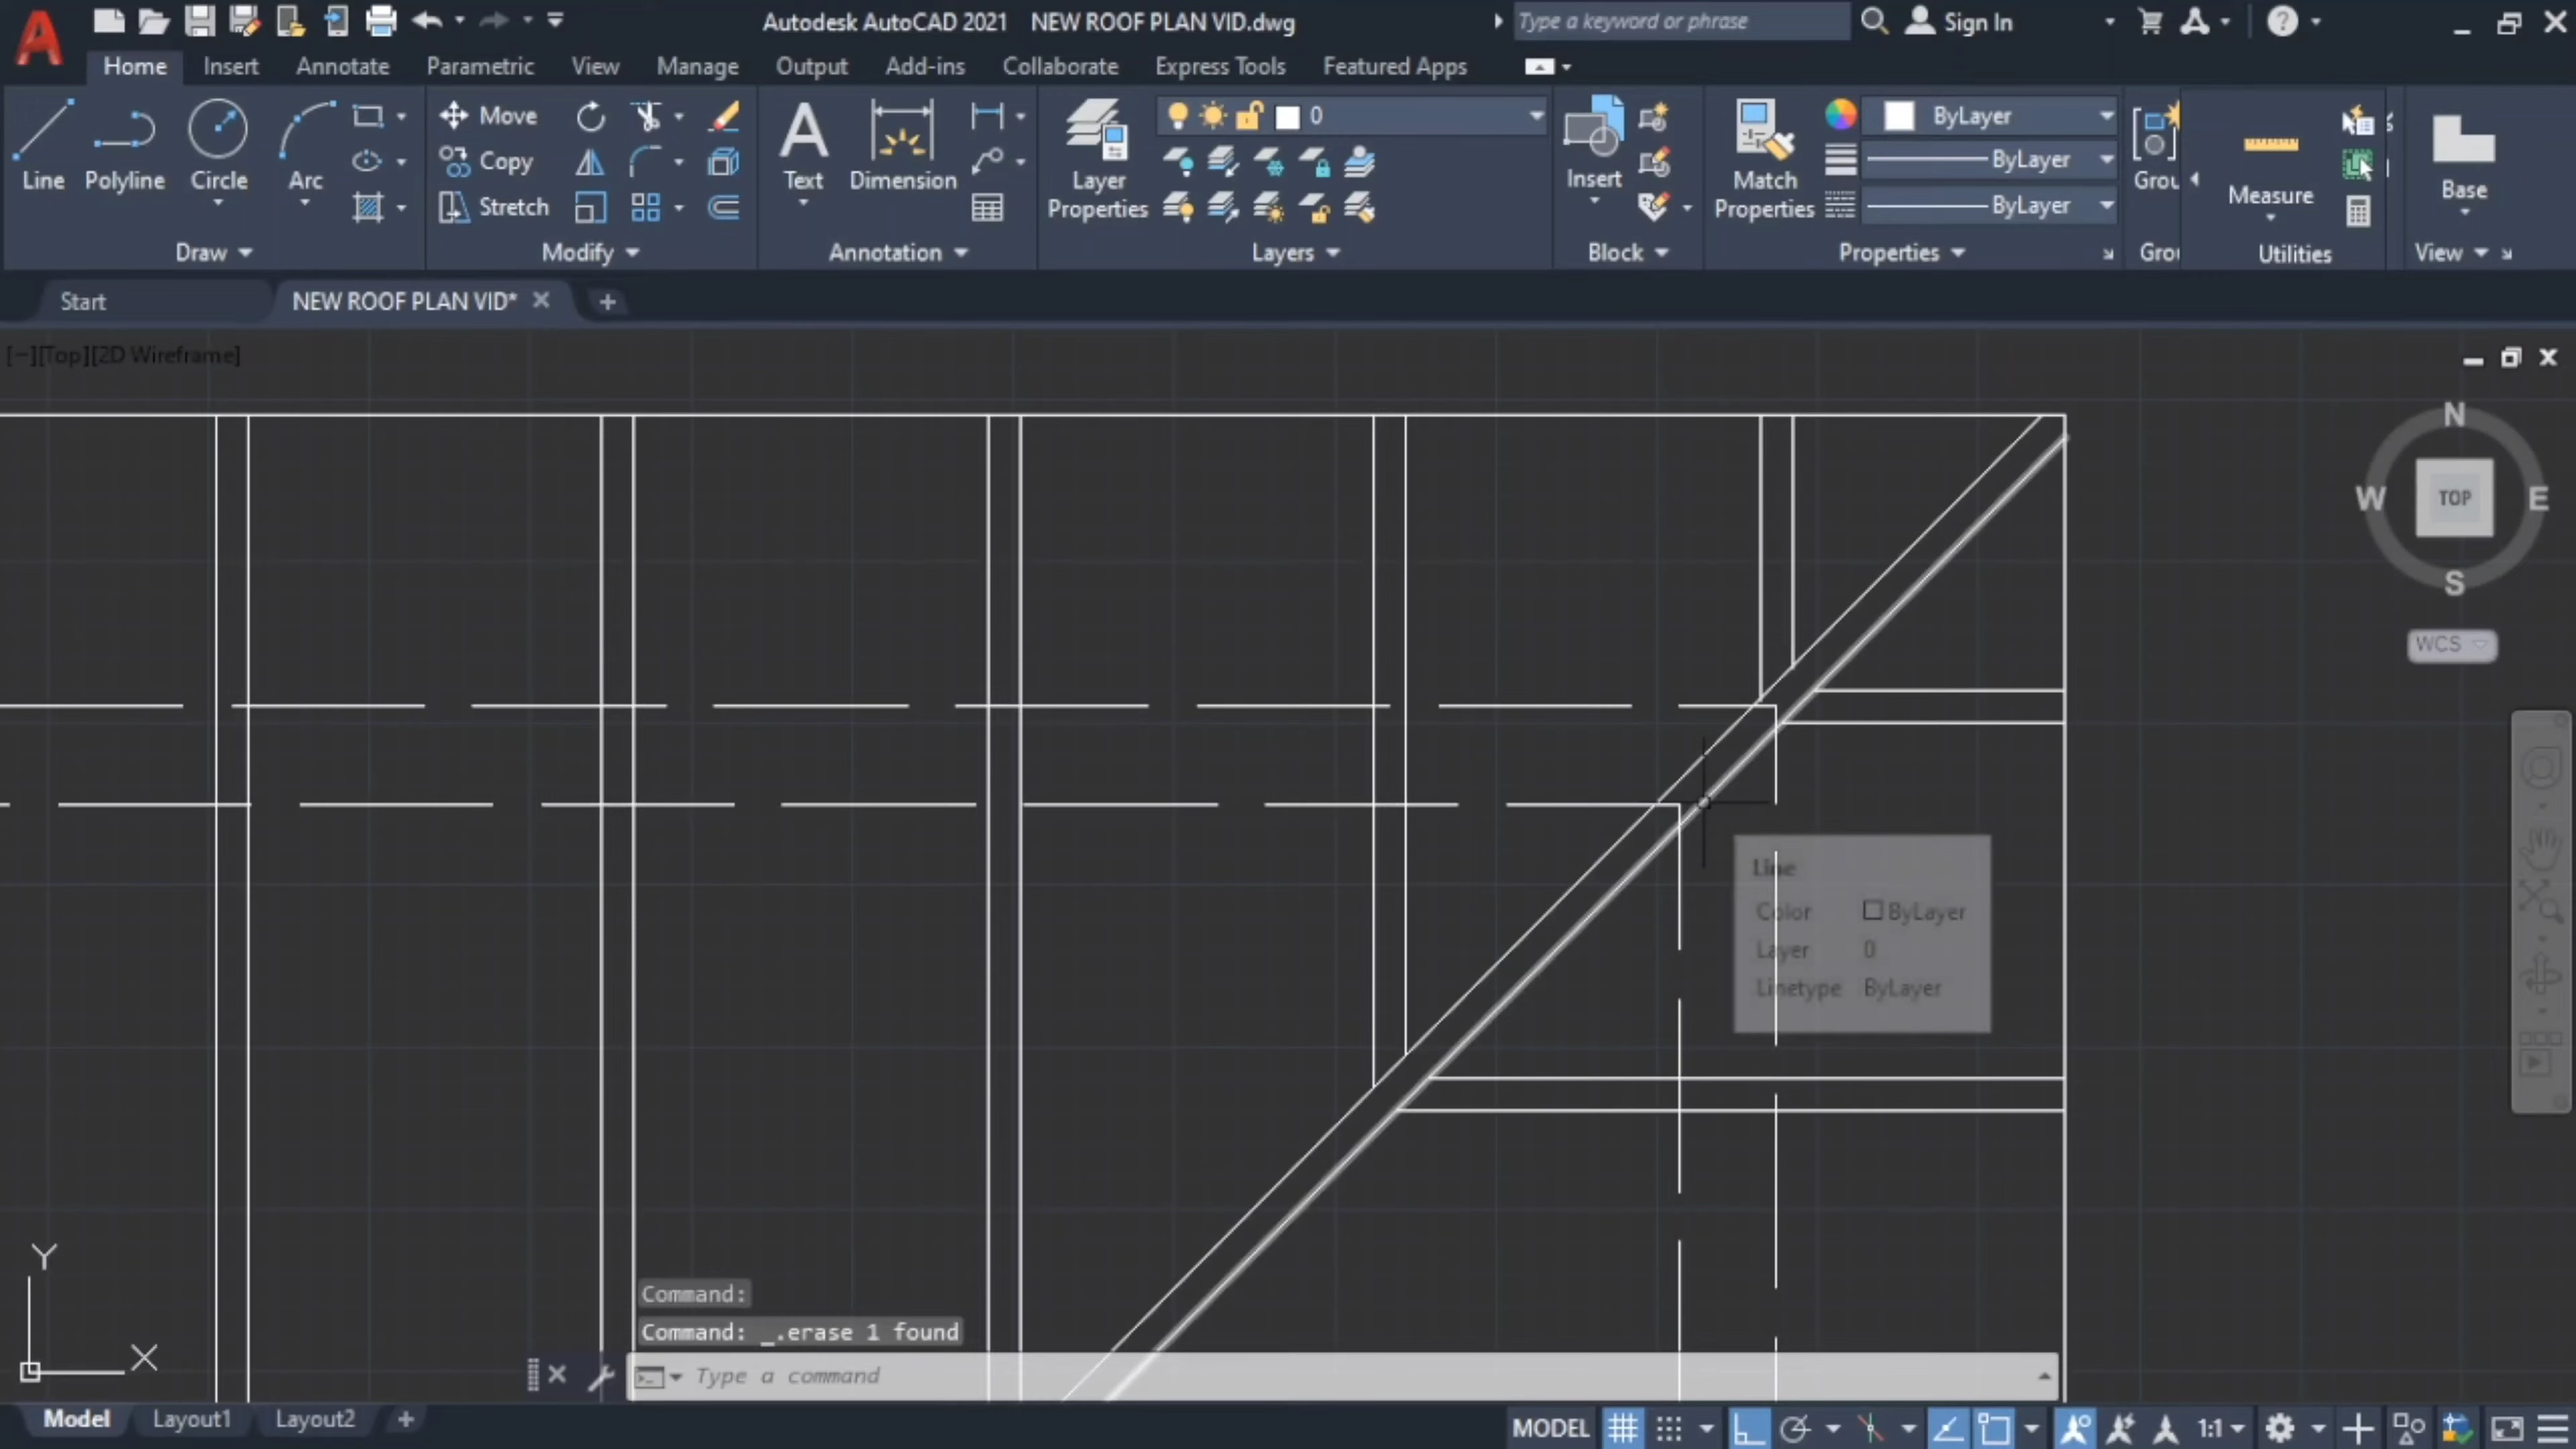 Autodesk AutoCAD 2021 NEW ROOF PLAN VID.dwg
Type a keyword or phrase
Sign In
Home Insert Annotate Parametric View Manage Output Add-ins Collaborate Express Tools Featured Apps
Line Polyline Circle Arc
Move
Copy
Stretch
Text Dimension
Layer Properties
0
Insert
Match Properties
ByLayer
ByLayer
ByLayer
Grou
Measure
Base
Draw Modify Annotation Layers Block Properties Grou Utilities View
Start NEW ROOF PLAN VID*
[−][Top][2D Wireframe]
N
W TOP E
S
WCS
Line
Color ByLayer
Layer 0
Linetype ByLayer
Y
X
Command:
Command: _.erase 1 found
Type a command
Model Layout1 Layout2
MODEL 1:1